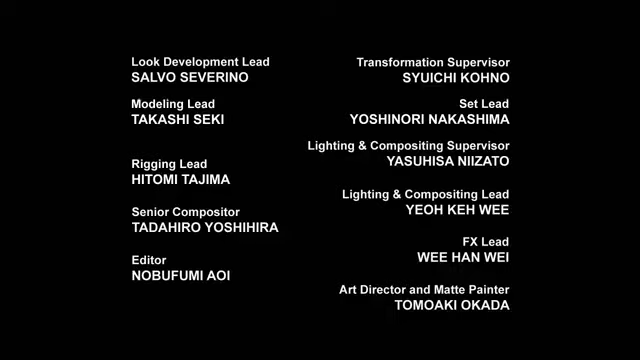 Look Development Lead
SALVO SEVERINO
Modeling Lead
TAKASHI SEKI
Rigging Lead
HITOMI TAJIMA
Senior Compositor
TADAHIRO YOSHIHIRA
Editor
NOBUFUMI AOI
Transformation Supervisor
SYUICHI KOHNO
Set Lead
YOSHINORI NAKASHIMA
Lighting & Compositing Supervisor
YASUHISA NIIZATO
Lighting & Compositing Lead
YEOH KEH WEE
FX Lead
WEE HAN WEI
Art Director and Matte Painter
TOMOAKI OKADA